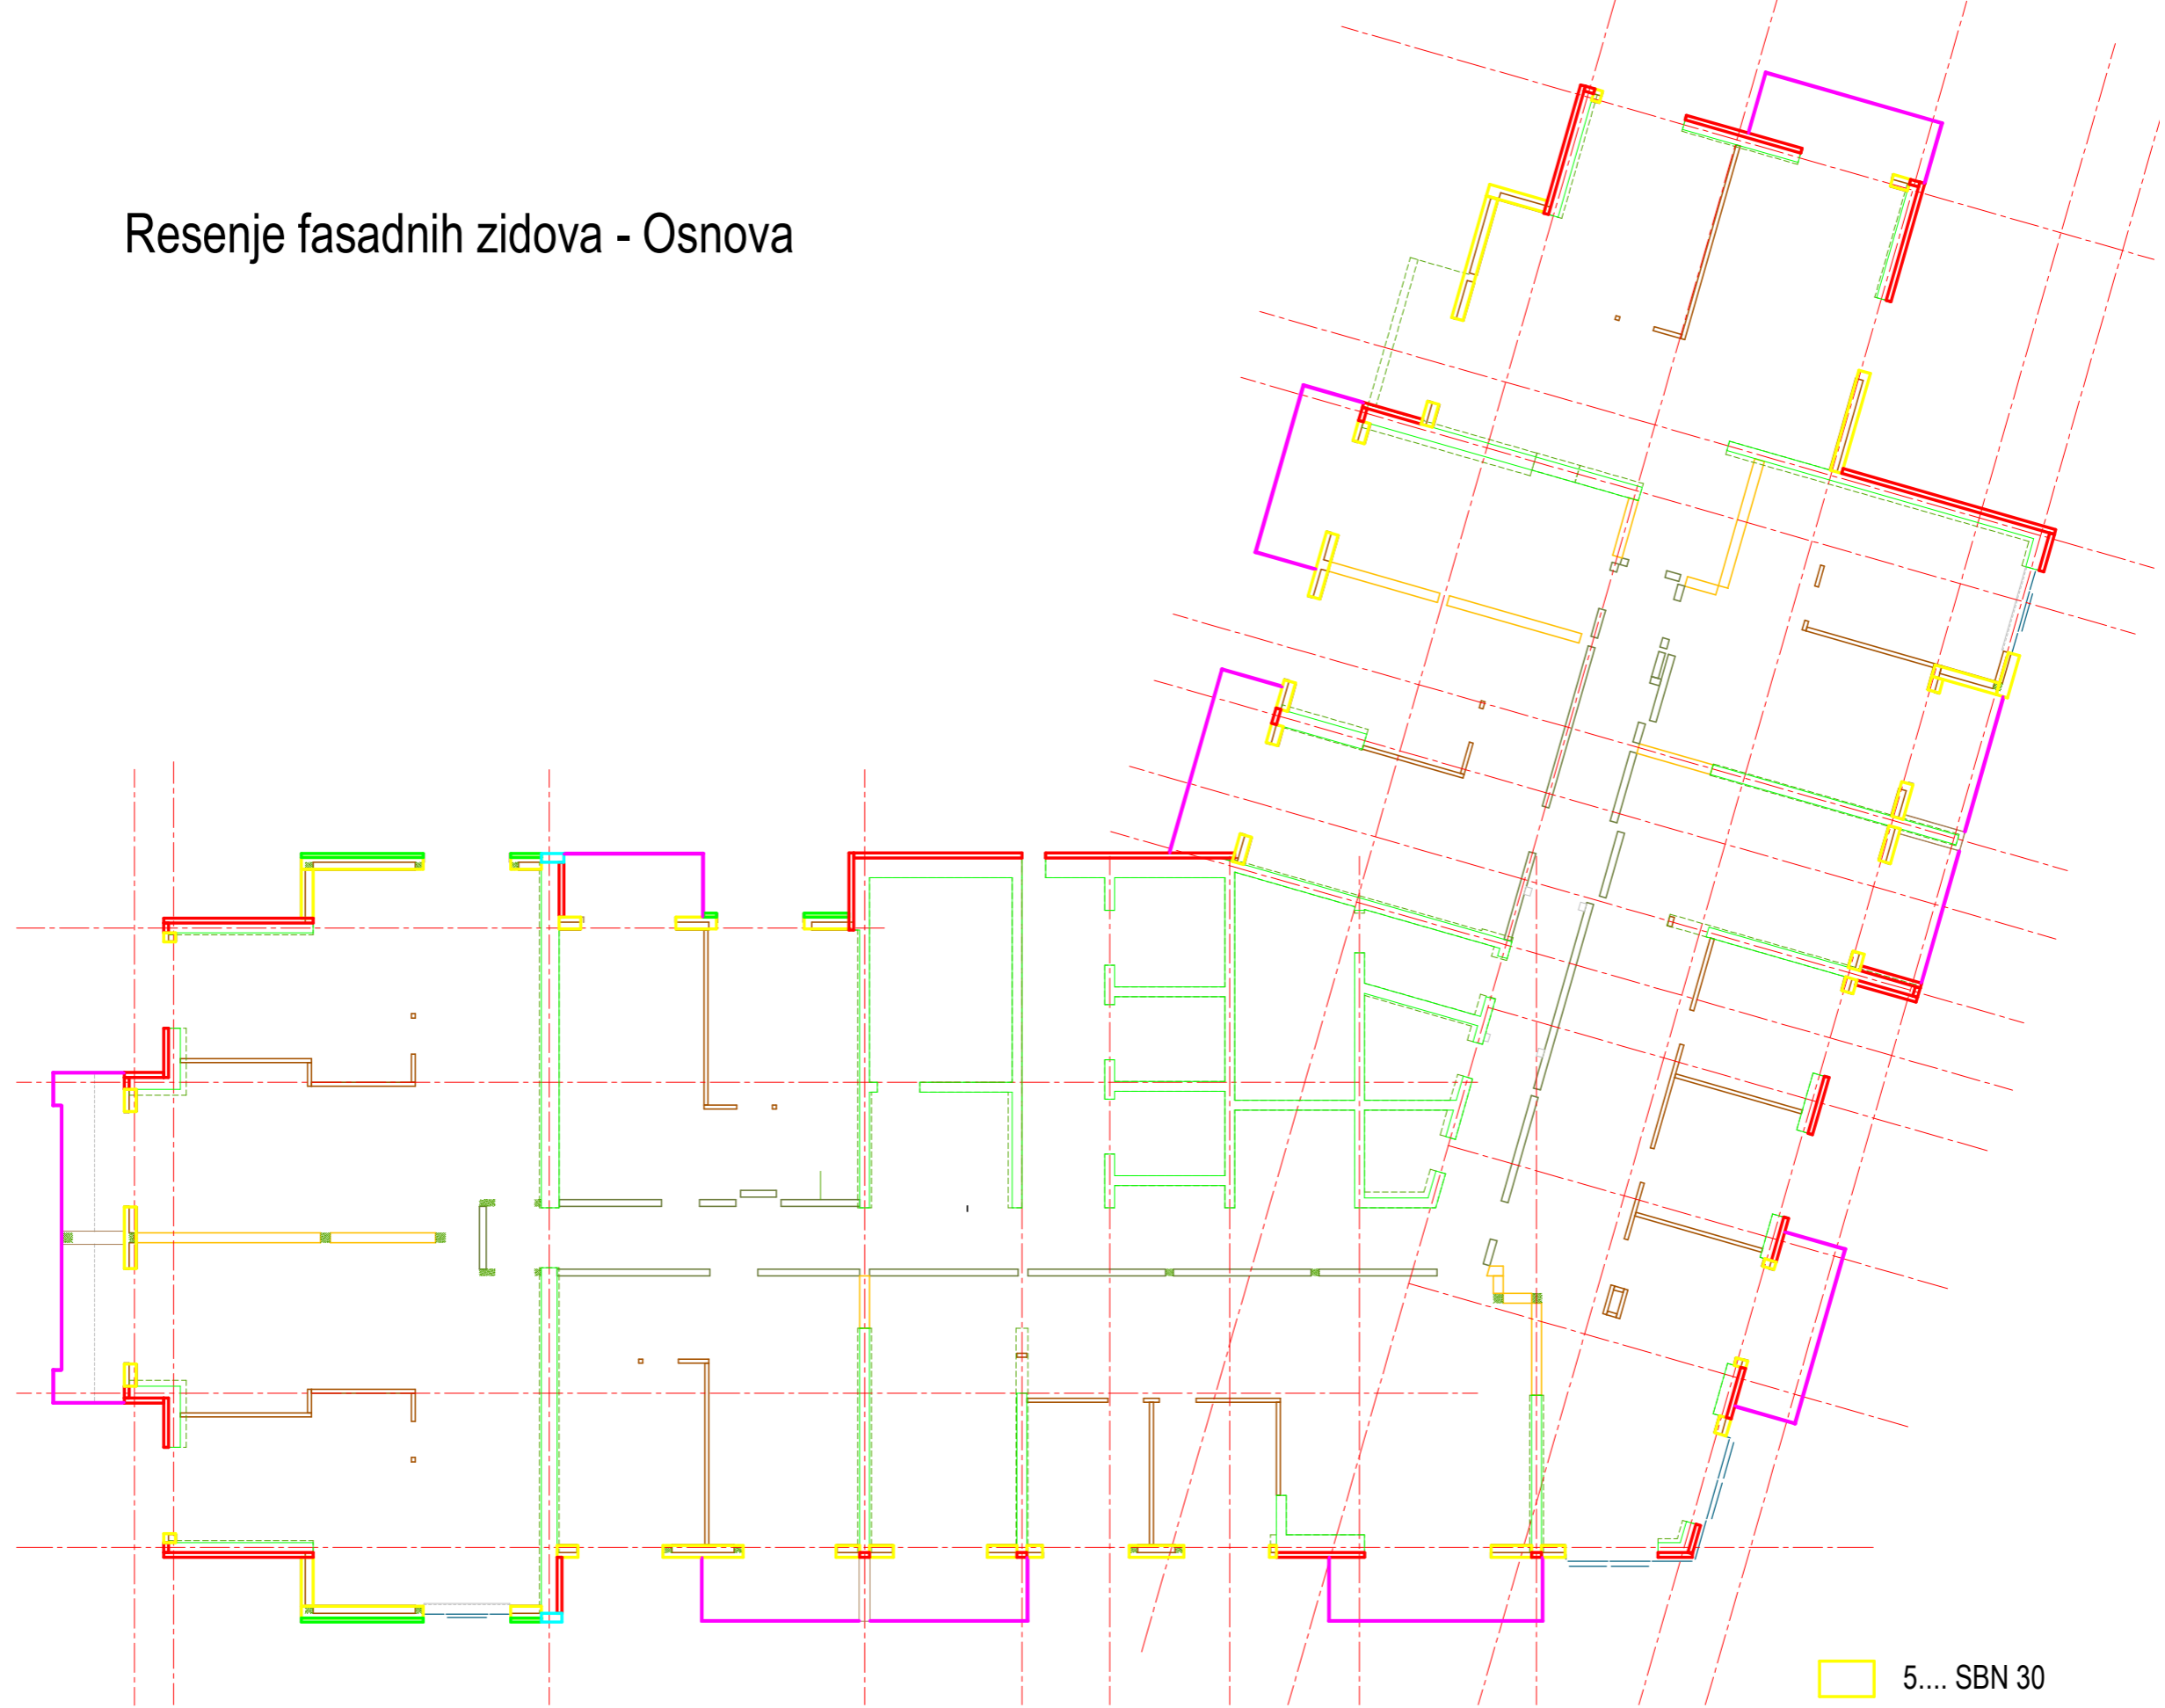 Resenje fasadnih zidova - Osnova
5.... SBN 30